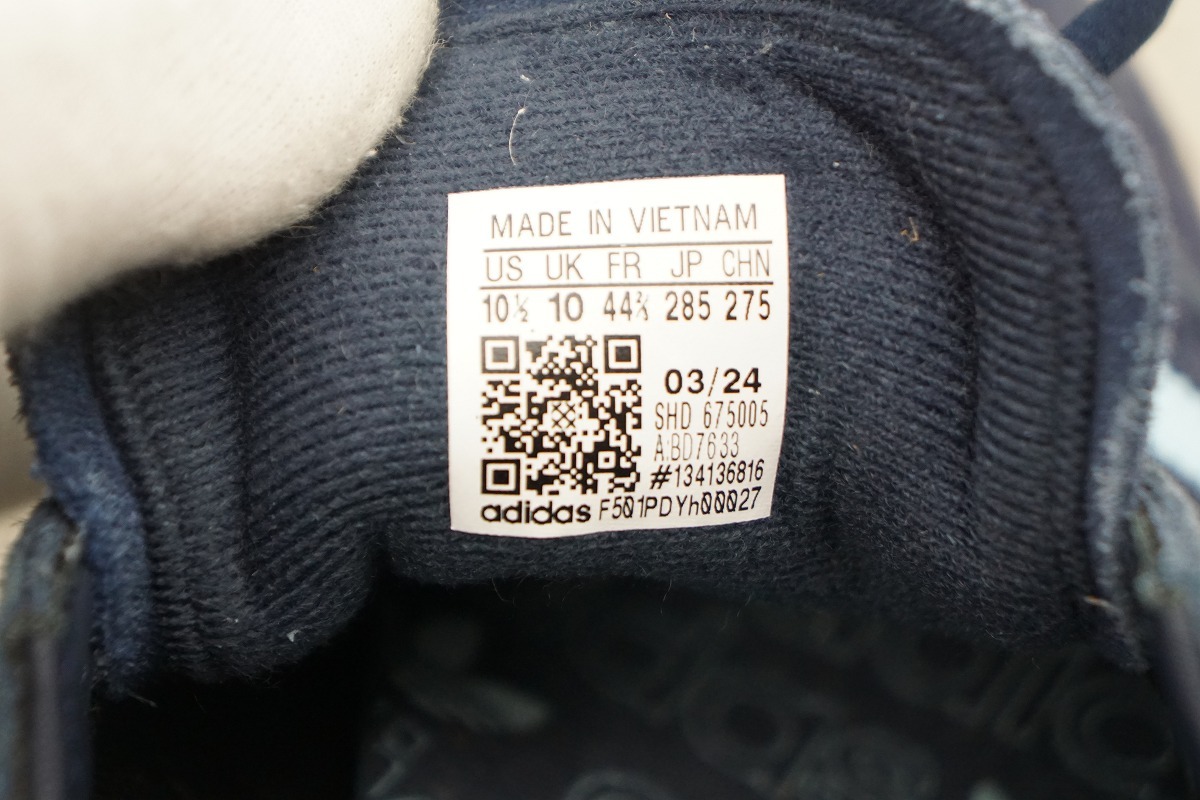 MADE IN VIETNAM
US UK FR JP CHN
10½ 10 44⅔ 285 275
03/24
SHD 675005
A:BD7633
#134136816
adidas F501PDYh00027